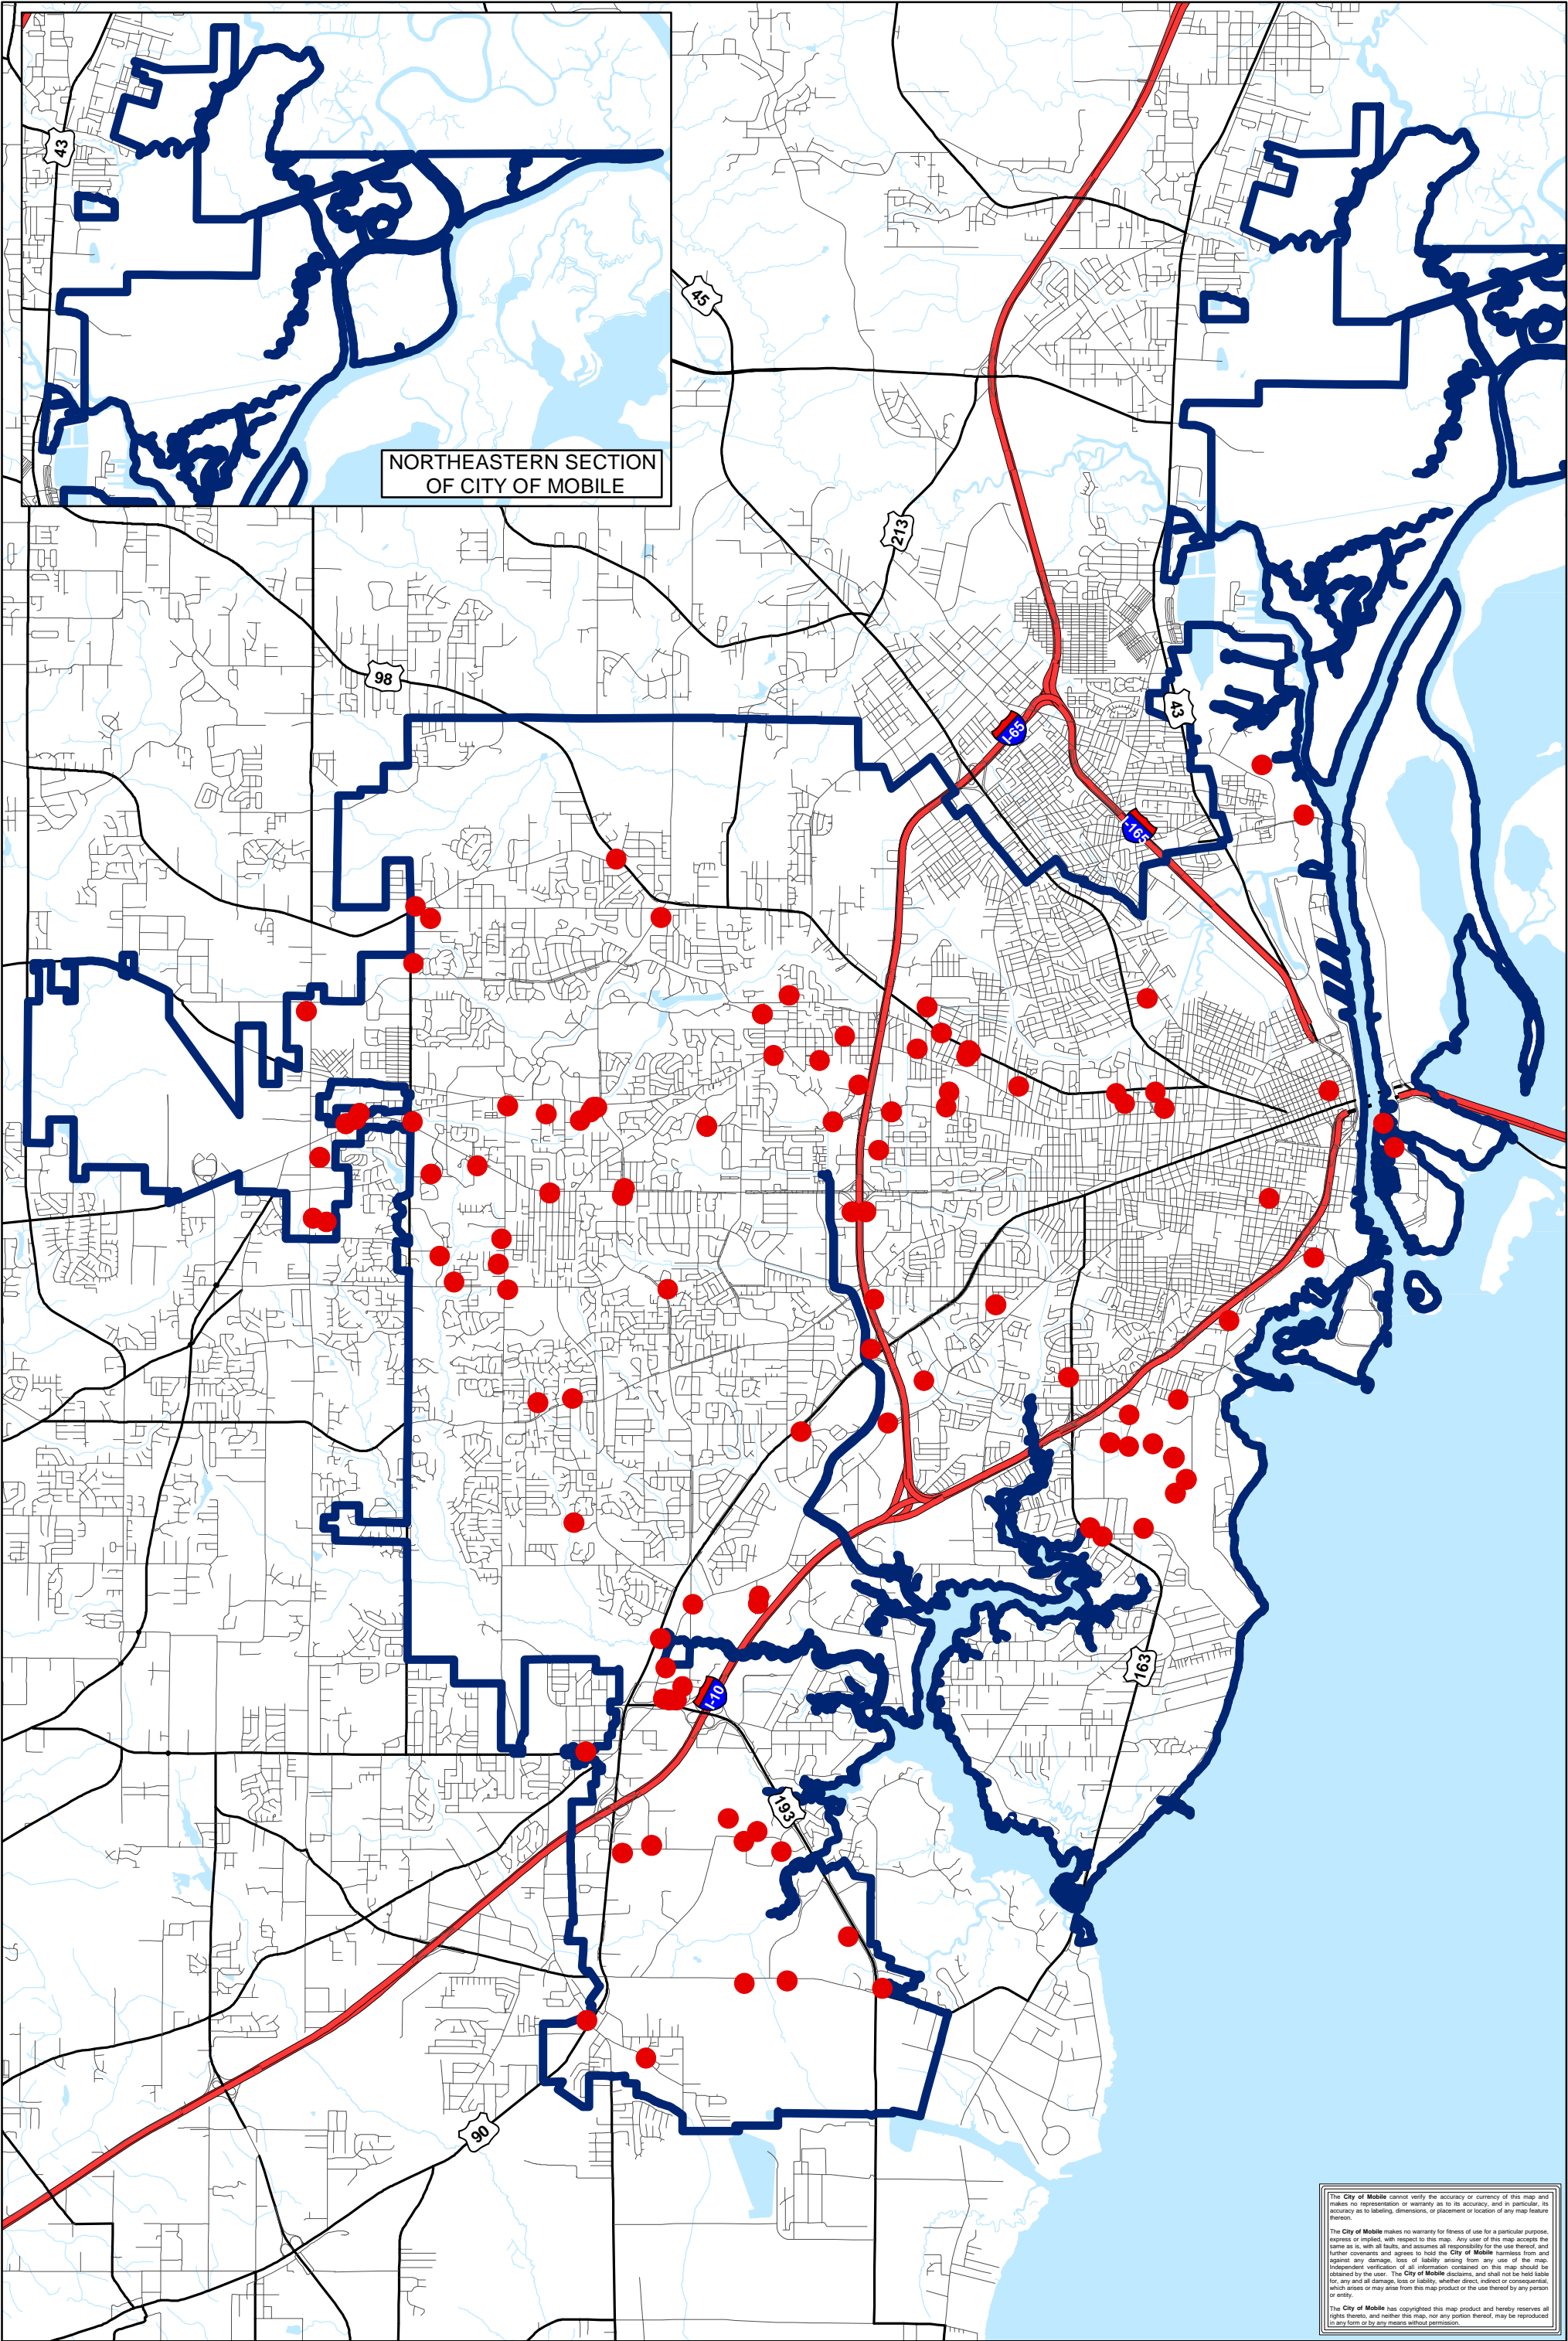 43
NORTHEASTERN SECTION
OF CITY OF MOBILE
45
213
98
43
I-65
I-165
163
I-10
193
90
The City of Mobile cannot verify the accuracy or currency of this map and
makes no representation or warranty as to its accuracy, and in particular, its
accuracy as to labeling, dimensions, or placement or location of any map feature
thereon.
The City of Mobile makes no warranty for fitness of use for a particular purpose,
express or implied, with respect to this map. Any user of this map accepts the
same as is, with all faults, and assumes all responsibility for the use thereof, and
further covenants and agrees to hold the City of Mobile harmless from and
against any damage, loss of liability arising from any use of the map.
Independent verification of all information contained on this map should be
obtained by the user. The City of Mobile disclaims, and shall not be held liable
for, any and all damage, loss or liability, whether direct, indirect or consequential,
which arises or may arise from this map product or the use thereof by any person
or entity.
The City of Mobile has copyrighted this map product and hereby reserves all
rights thereto, and neither this map, nor any portion thereof, may be reproduced
in any form or by any means without permission.